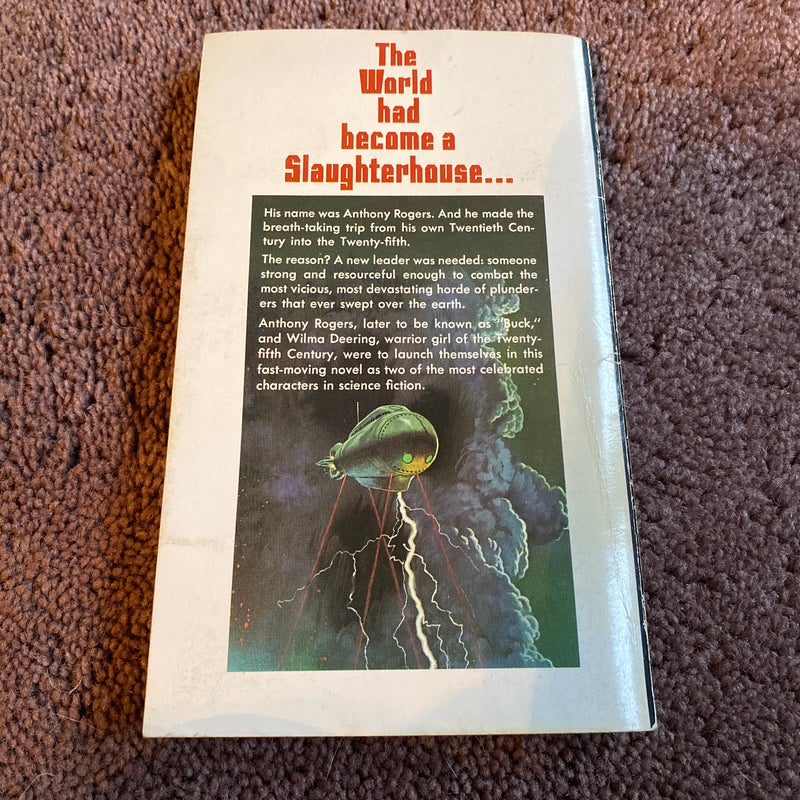 The
World
had
become a
Slaughterhouse...
His name was Anthony Rogers. And he made the
breath-taking trip from his own Twentieth Cen-
tury into the Twenty-fifth.
The reason? A new leader was needed: someone
strong and resourceful enough to combat the
most vicious, most devastating horde of plunder-
ers that ever swept over the earth.
Anthony Rogers, later to be known as "Buck,"
and Wilma Deering, warrior girl of the Twenty-
fifth Century, were to launch themselves in this
fast-moving novel as two of the most celebrated
characters in science fiction.